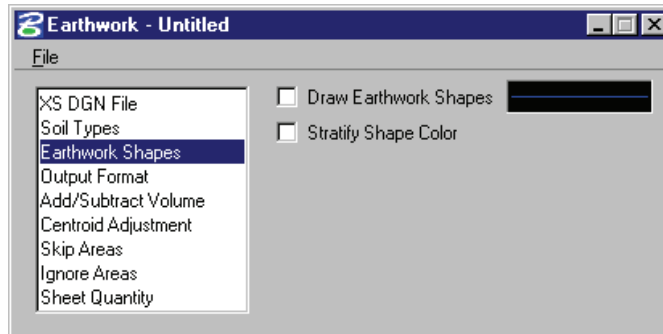 Earthwork - Untitled
File
XS DGN File
Soil Types
Earthwork Shapes
Output Format
Add/Subtract Volume
Centroid Adjustment
Skip Areas
Ignore Areas
Sheet Quantity
Draw Earthwork Shapes
Stratify Shape Color